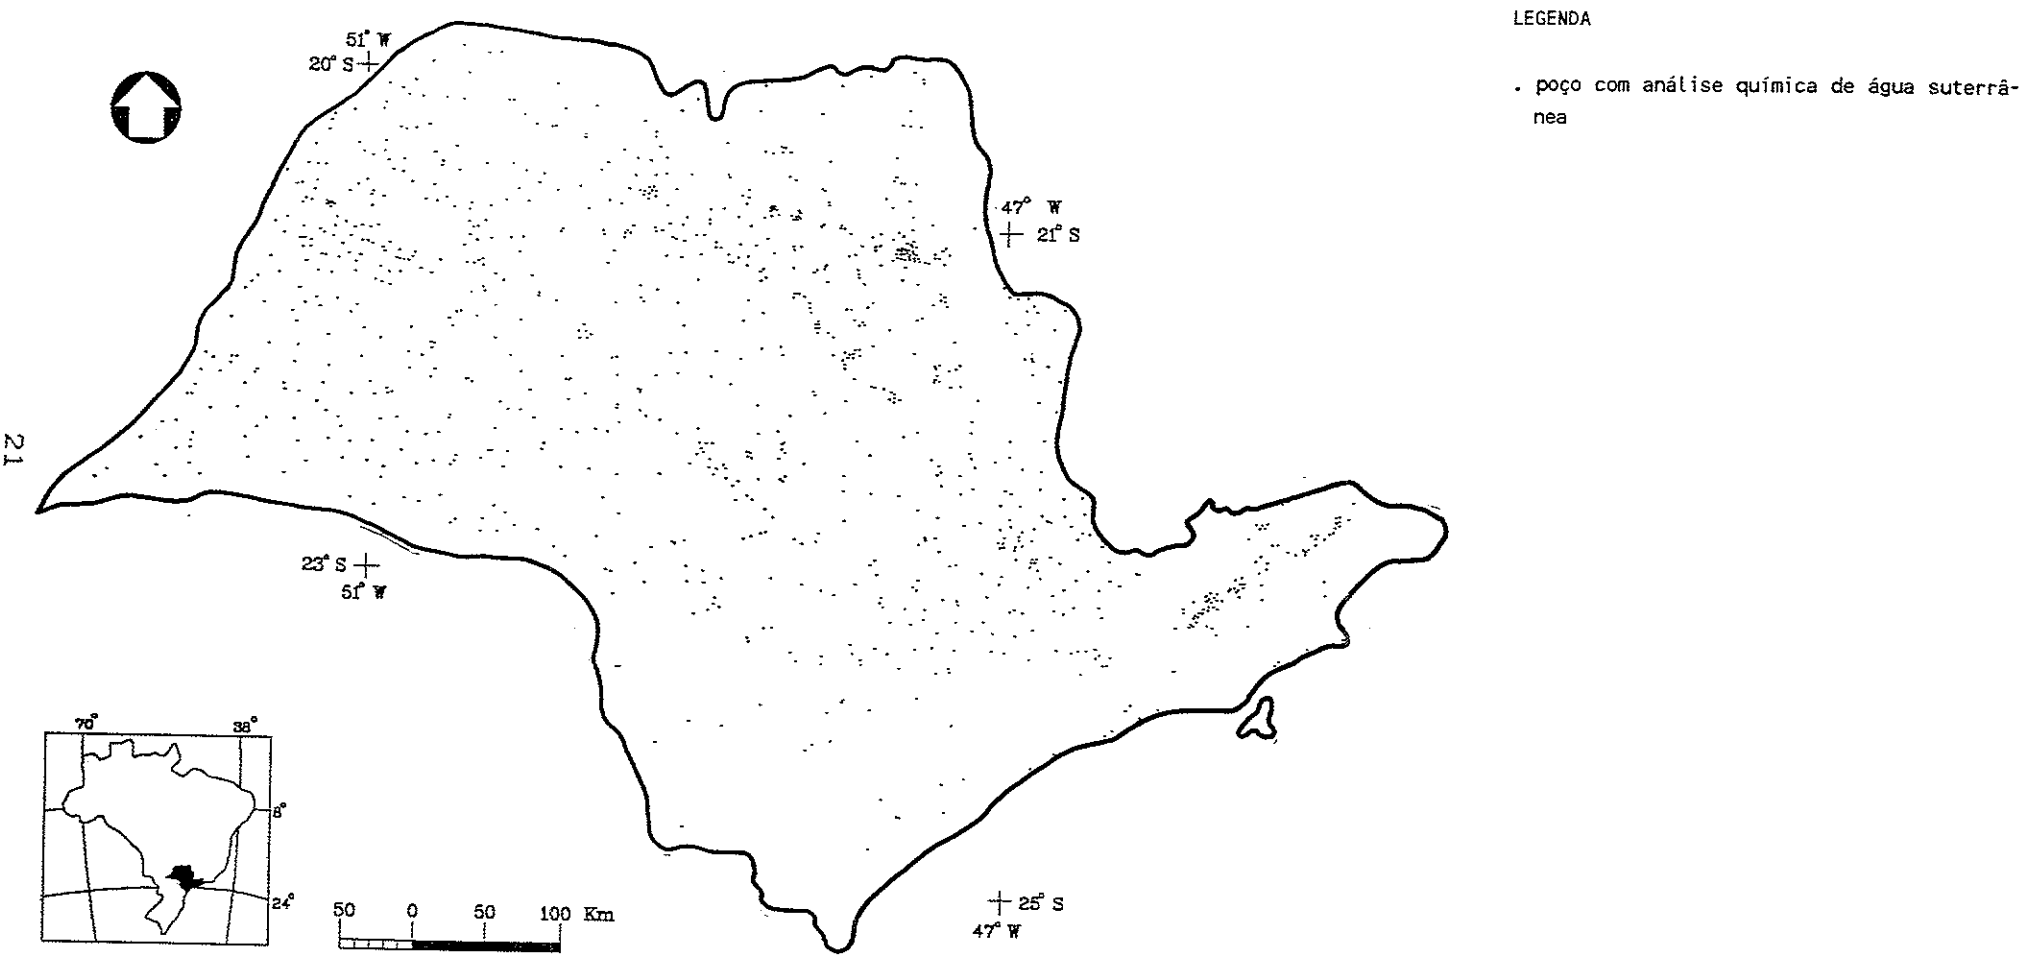 LEGENDA
. poço com análise química de água suterrâ-
nea
51° W
20° S
47° W
21° S
21
23° S
51° W
70°
38°
8°
24°
50 0 50 100 Km
25° S
47° W